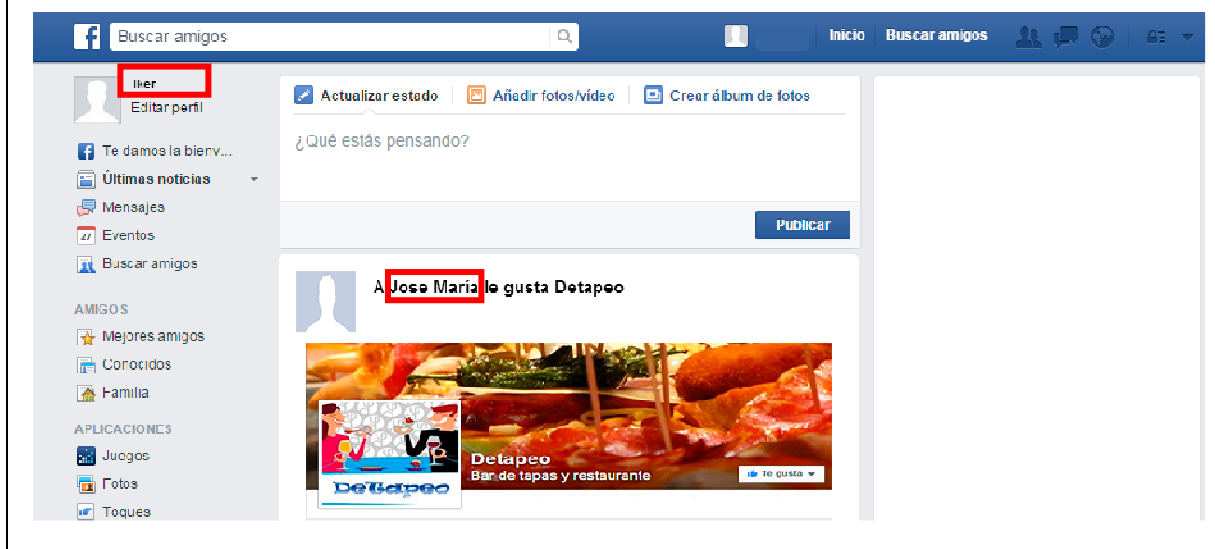 Buscar amigos
Inicio Buscar amigos
Iker
Editar perfil
Te damos la bienv...
Últimas noticias
Mensajes
Eventos
Buscar amigos
AMIGOS
Mejores amigos
Conocidos
Familia
APLICACIONES
Juegos
Fotos
Toques
Actualizar estado Añadir fotos/vídeo Crear álbum de fotos
¿Qué estás pensando?
Publicar
A Jose María le gusta Detapeo
DeTapeo
Detapeo
Bar de tapas y restaurante
te gusta